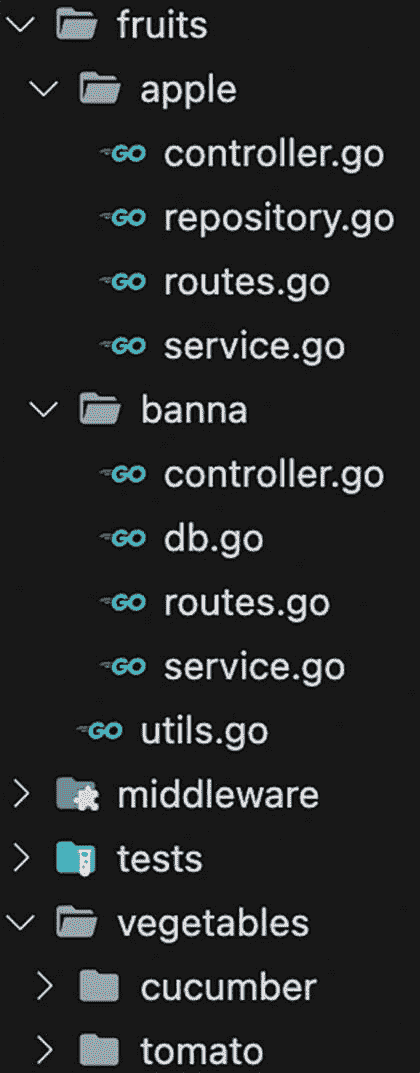 fruits
apple
GO controller.go
GO repository.go
GO routes.go
GO service.go
banna
GO controller.go
GO db.go
GO routes.go
GO service.go
GO utils.go
middleware
tests
vegetables
cucumber
tomato